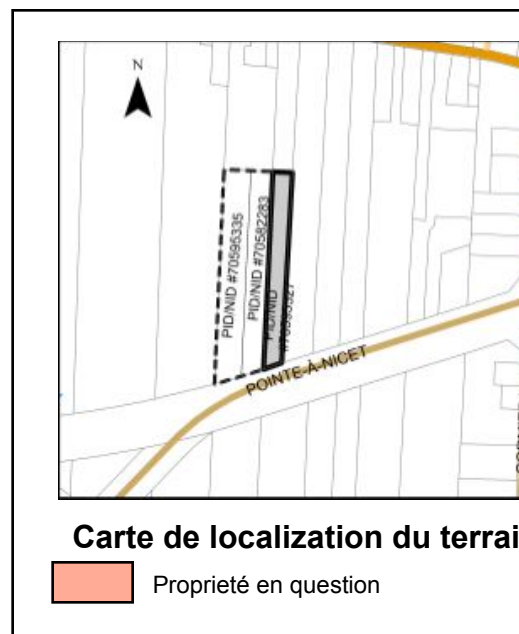 N
PID/NID #70595335
PID/NID #70582283
PID/NID
POINTE-À-NICET
Carte de localization du terrai
Proprieté en question